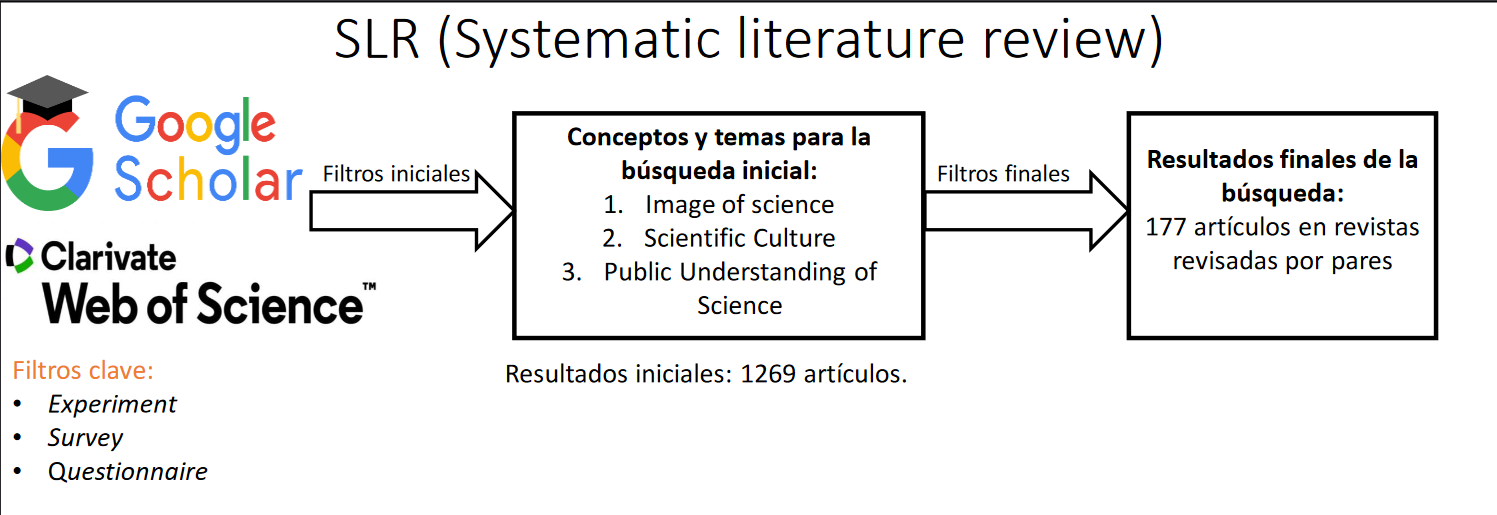 SLR (Systematic literature review)
Google
Scholar
Clarivate
Web of Science™
Filtros clave:
• Experiment
• Survey
• Questionnaire
Filtros iniciales
Conceptos y temas para la
búsqueda inicial:
1. Image of science
2. Scientific Culture
3. Public Understanding of
Science
Resultados iniciales: 1269 artículos.
Filtros finales
Resultados finales de la
búsqueda:
177 artículos en revistas
revisadas por pares